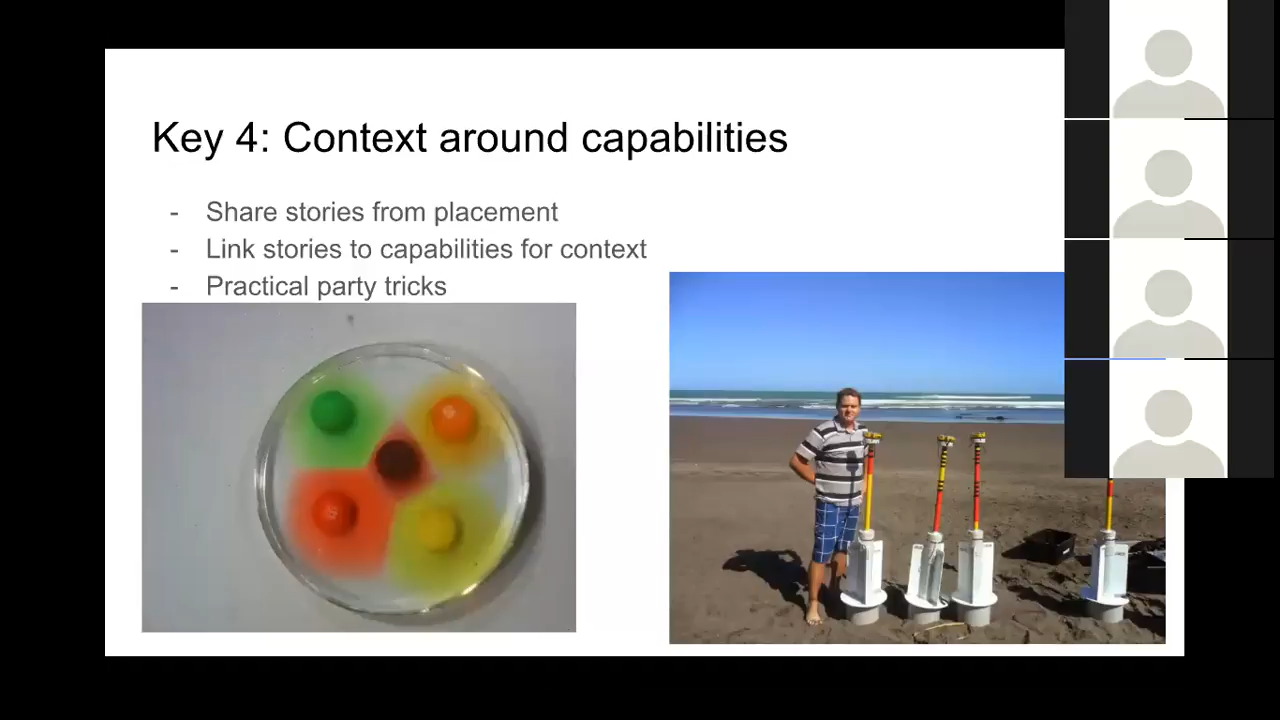 Key 4: Context around capabilities
- Share stories from placement
- Link stories to capabilities for context
- Practical party tricks